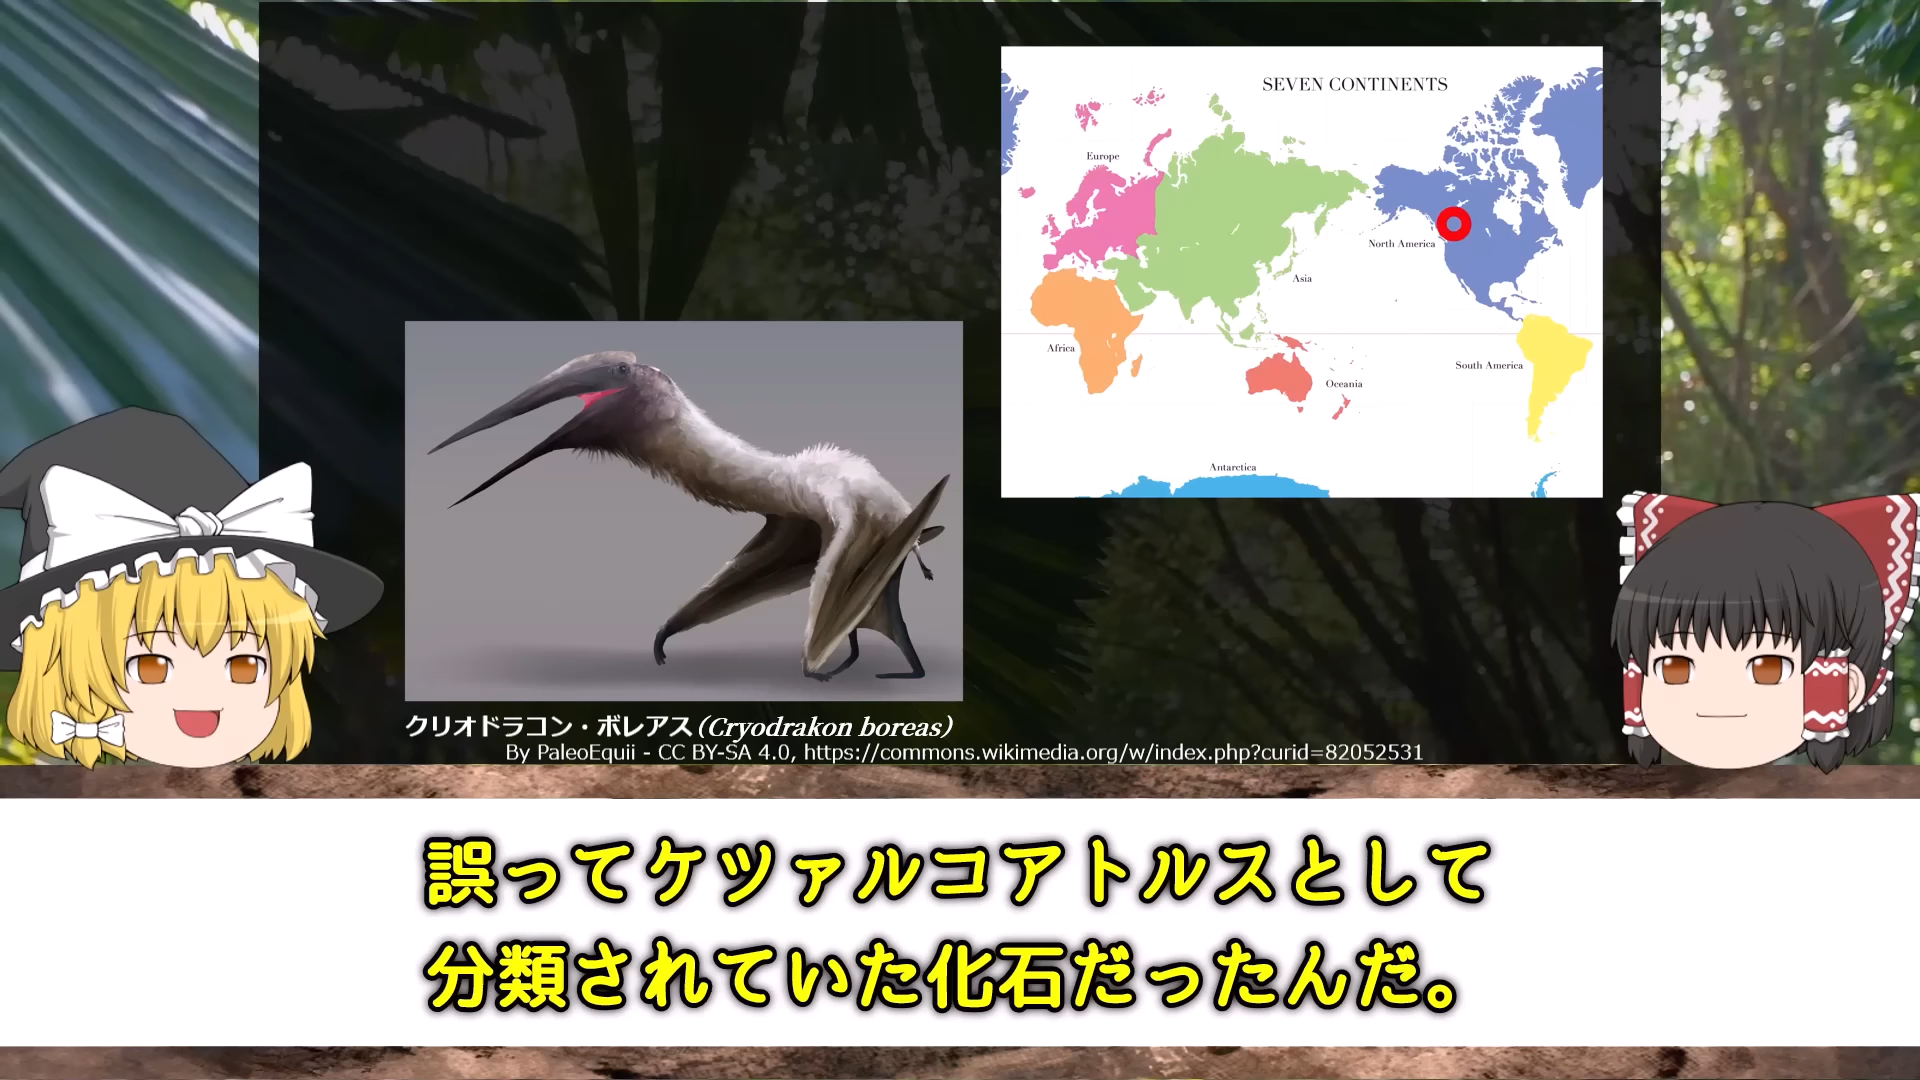 SEVEN CONTINENTS
Europe
North America
Asia
Africa
South America
Oceania
Antarctica
クリオドラコン・ボレアス(Cryodrakon boreas)
By PaleoEquii - CC BY-SA 4.0, https://commons.wikimedia.org/w/index.php?curid=82052531
誤ってケツァルコアトルスとして
分類されていた化石だったんだ。